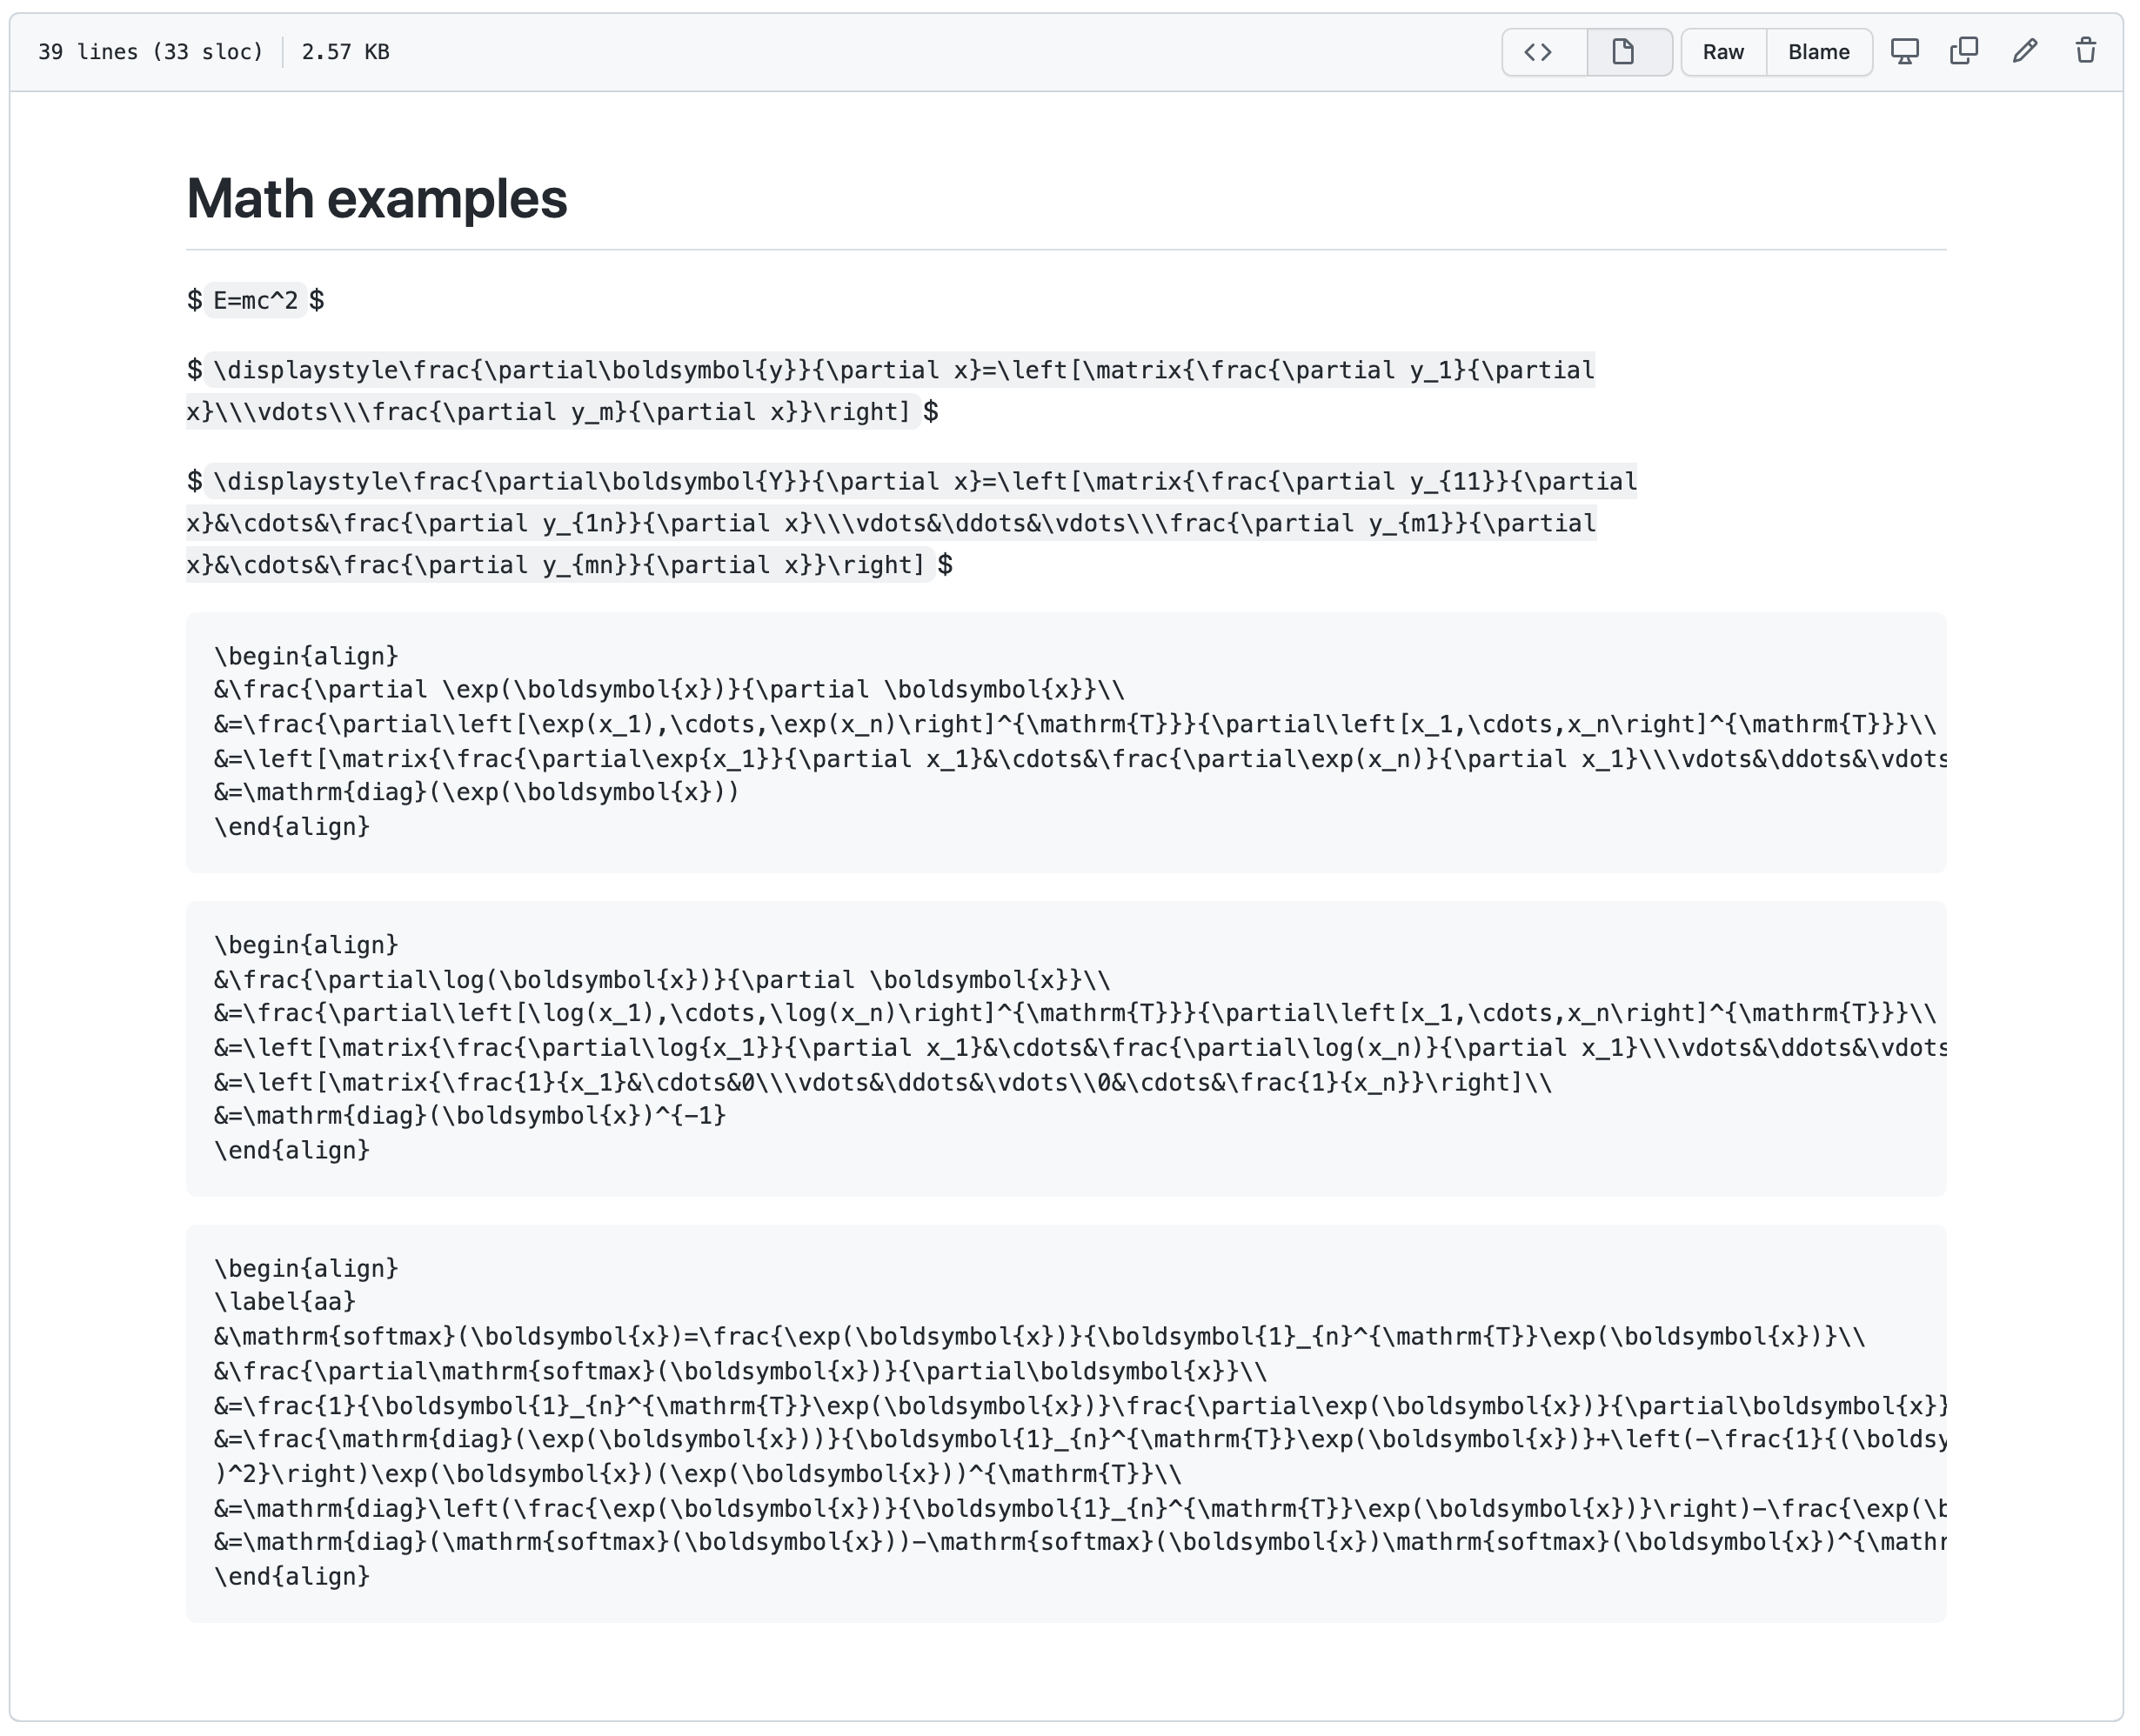 39 lines (33 sloc) 2.57 KB Raw Blame
Math examples
$ E=mc^2 $
$ \displaystyle\frac{\partial\boldsymbol{y}}{\partial x}=\left[\matrix{\frac{\partial y_1}{\partial
x}\\\vdots\\\frac{\partial y_m}{\partial x}}\right] $
$ \displaystyle\frac{\partial\boldsymbol{Y}}{\partial x}=\left[\matrix{\frac{\partial y_{11}}{\partial
x}&\cdots&\frac{\partial y_{1n}}{\partial x}\\\vdots&\ddots&\vdots\\\frac{\partial y_{m1}}{\partial
x}&\cdots&\frac{\partial y_{mn}}{\partial x}}\right] $
\begin{align}
&\frac{\partial \exp(\boldsymbol{x})}{\partial \boldsymbol{x}}\\
&=\frac{\partial\left[\exp(x_1),\cdots,\exp(x_n)\right]^{\mathrm{T}}}{\partial\left[x_1,\cdots,x_n\right]^{\mathrm{T}}}\\
&=\left[\matrix{\frac{\partial\exp{x_1}}{\partial x_1}&\cdots&\frac{\partial\exp(x_n)}{\partial x_1}\\\vdots&\ddots&\vdots
&=\mathrm{diag}(\exp(\boldsymbol{x}))
\end{align}
\begin{align}
&\frac{\partial\log(\boldsymbol{x})}{\partial \boldsymbol{x}}\\
&=\frac{\partial\left[\log(x_1),\cdots,\log(x_n)\right]^{\mathrm{T}}}{\partial\left[x_1,\cdots,x_n\right]^{\mathrm{T}}}\\
&=\left[\matrix{\frac{\partial\log{x_1}}{\partial x_1}&\cdots&\frac{\partial\log(x_n)}{\partial x_1}\\\vdots&\ddots&\vdots
&=\left[\matrix{\frac{1}{x_1}&\cdots&0\\\vdots&\ddots&\vdots\\0&\cdots&\frac{1}{x_n}}\right]\\
&=\mathrm{diag}(\boldsymbol{x})^{-1}
\end{align}
\begin{align}
\label{aa}
&\mathrm{softmax}(\boldsymbol{x})=\frac{\exp(\boldsymbol{x})}{\boldsymbol{1}_{n}^{\mathrm{T}}\exp(\boldsymbol{x})}\\
&\frac{\partial\mathrm{softmax}(\boldsymbol{x})}{\partial\boldsymbol{x}}\\
&=\frac{1}{\boldsymbol{1}_{n}^{\mathrm{T}}\exp(\boldsymbol{x})}\frac{\partial\exp(\boldsymbol{x})}{\partial\boldsymbol{x}}
&=\frac{\mathrm{diag}(\exp(\boldsymbol{x}))}{\boldsymbol{1}_{n}^{\mathrm{T}}\exp(\boldsymbol{x})}+\left(-\frac{1}{(\boldsy
)^2}\right)\exp(\boldsymbol{x})(\exp(\boldsymbol{x}))^{\mathrm{T}}\\
&=\mathrm{diag}\left(\frac{\exp(\boldsymbol{x})}{\boldsymbol{1}_{n}^{\mathrm{T}}\exp(\boldsymbol{x})}\right)-\frac{\exp(\b
&=\mathrm{diag}(\mathrm{softmax}(\boldsymbol{x}))-\mathrm{softmax}(\boldsymbol{x})\mathrm{softmax}(\boldsymbol{x})^{\mathr
\end{align}